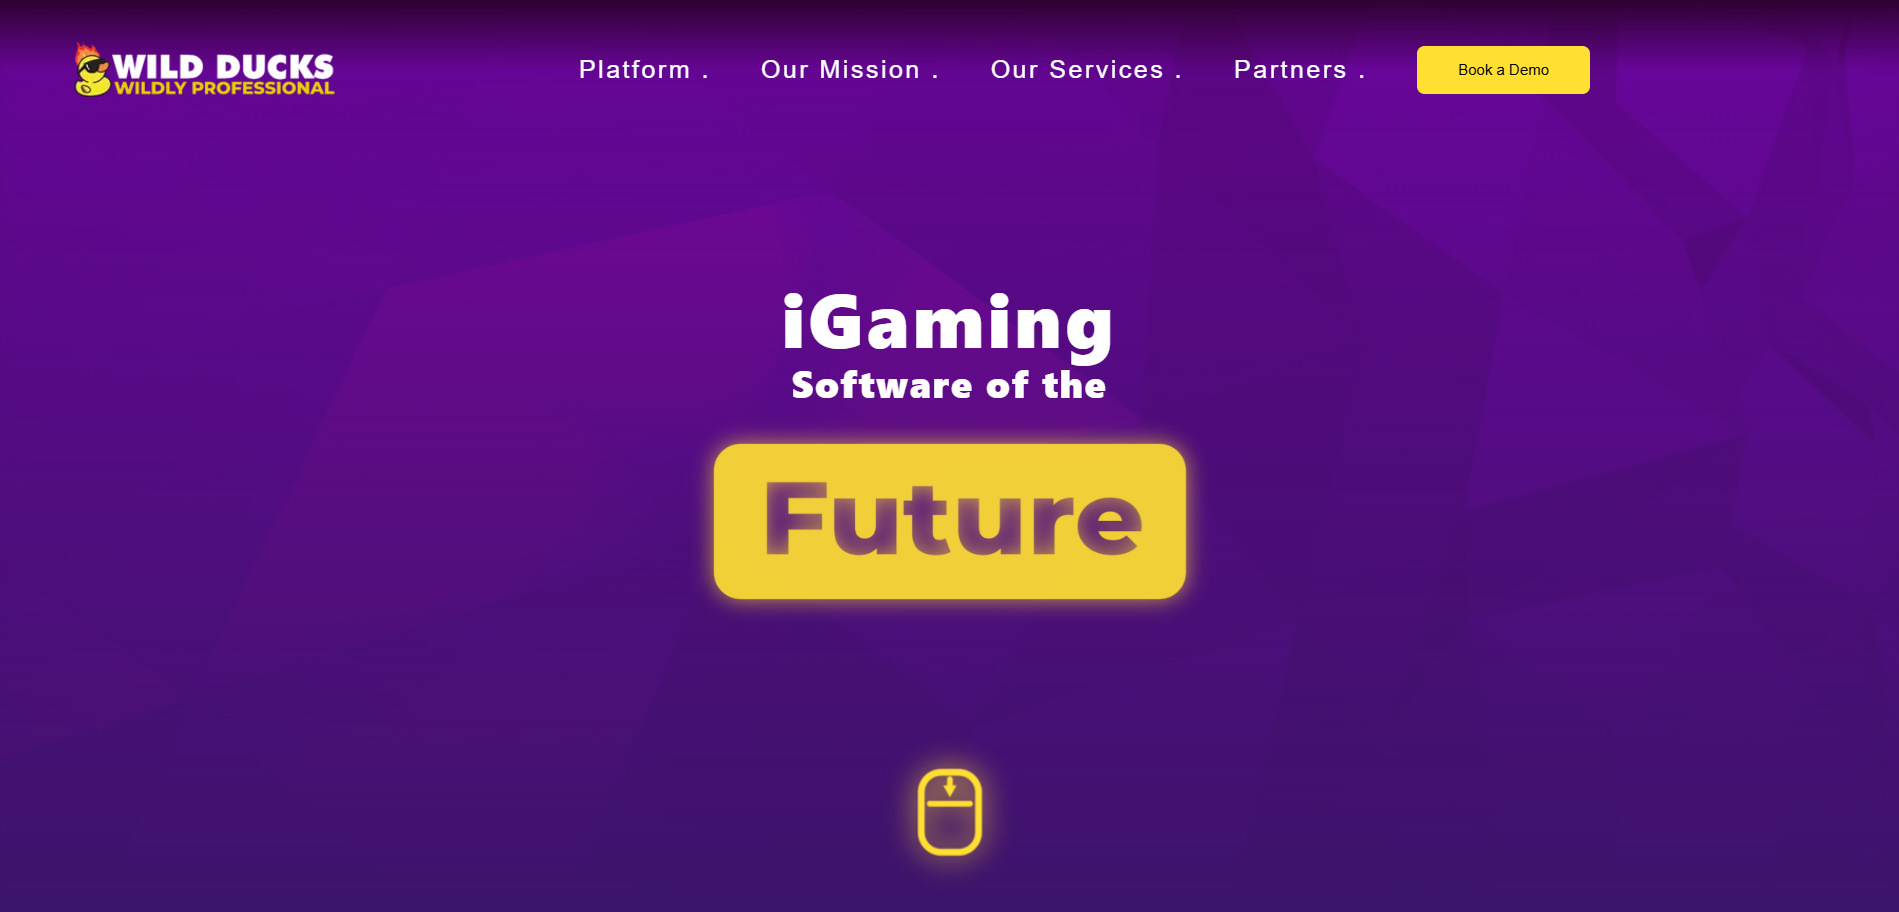 WILD DUCKS
WILDLY PROFESSIONAL
Platform .
Our Mission .
Our Services .
Partners .
Book a Demo
iGaming
Software of the
Future